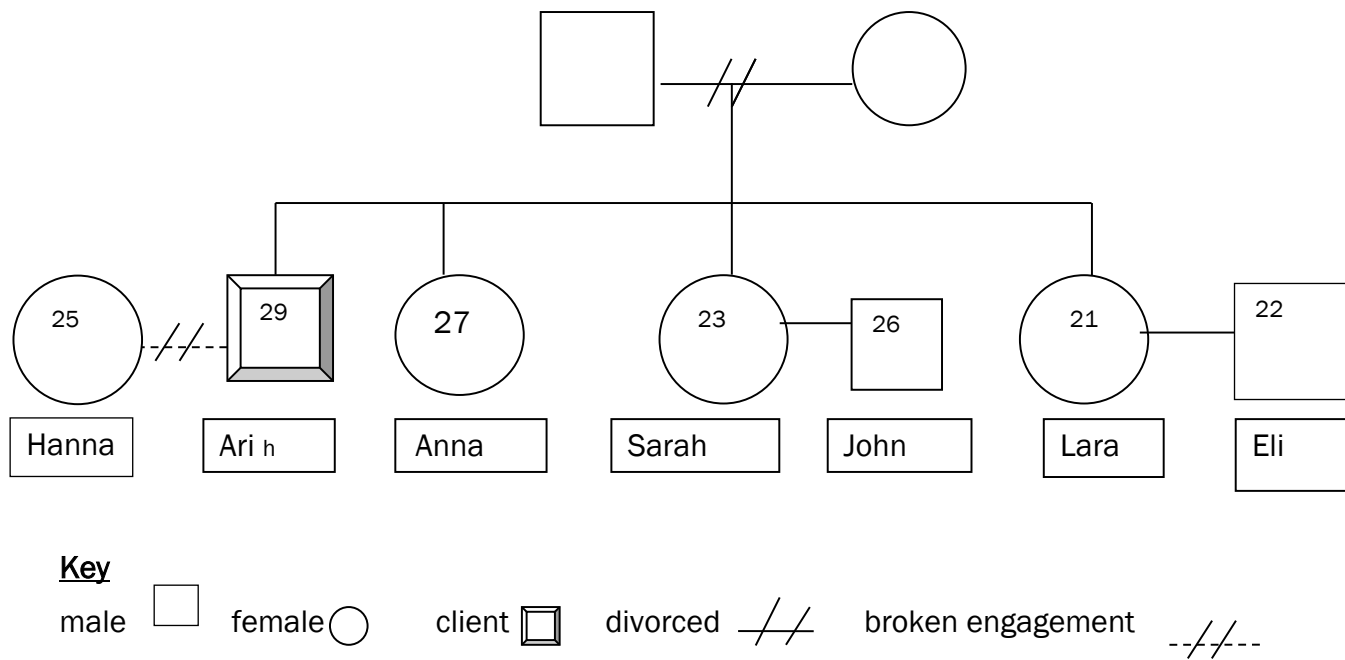 25
29
27
23
26
21
22
Hanna
Ari h
Anna
Sarah
John
Lara
Eli
Key
male
female
client
divorced
broken engagement